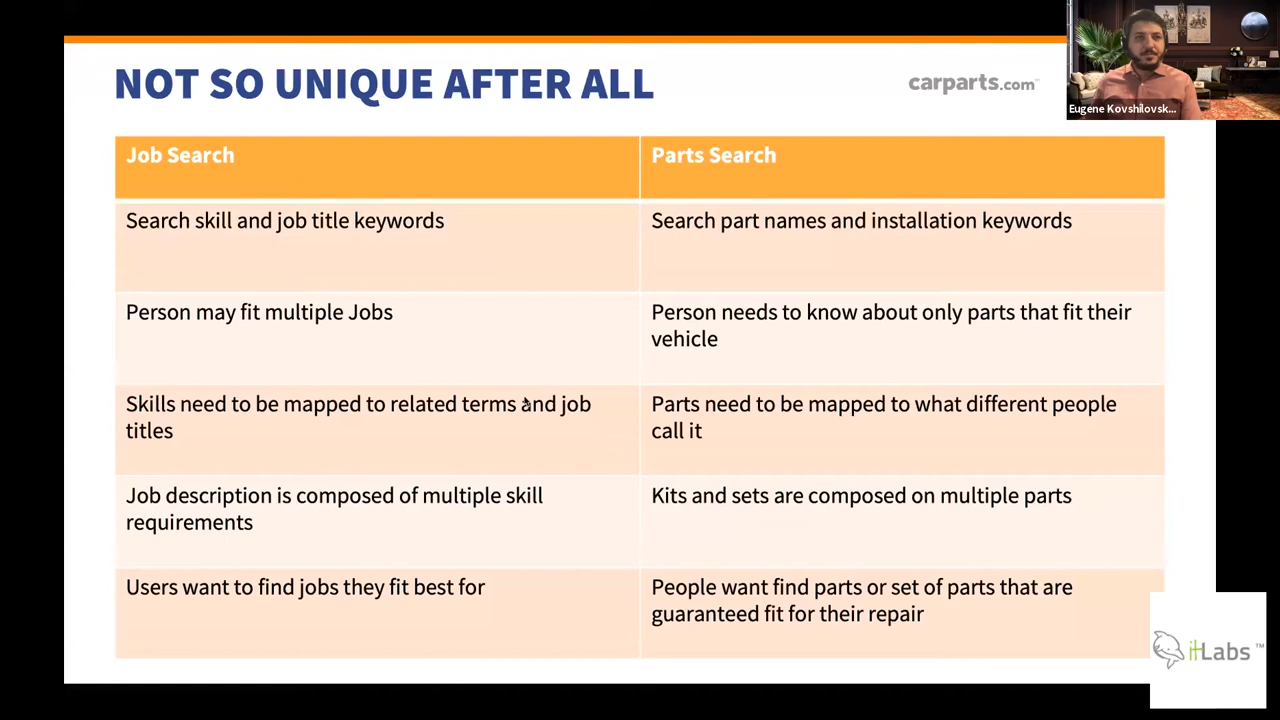 NOT SO UNIQUE AFTER ALL
carparts.com™
Eugene Kovshilovsk...
Job Search
Parts Search
Search skill and job title keywords
Search part names and installation keywords
Person may fit multiple Jobs
Person needs to know about only parts that fit their
vehicle
Skills need to be mapped to related terms and job
titles
Parts need to be mapped to what different people
call it
Job description is composed of multiple skill
requirements
Kits and sets are composed on multiple parts
Users want to find jobs they fit best for
People want find parts or set of parts that are
guaranteed fit for their repair
itLabs™